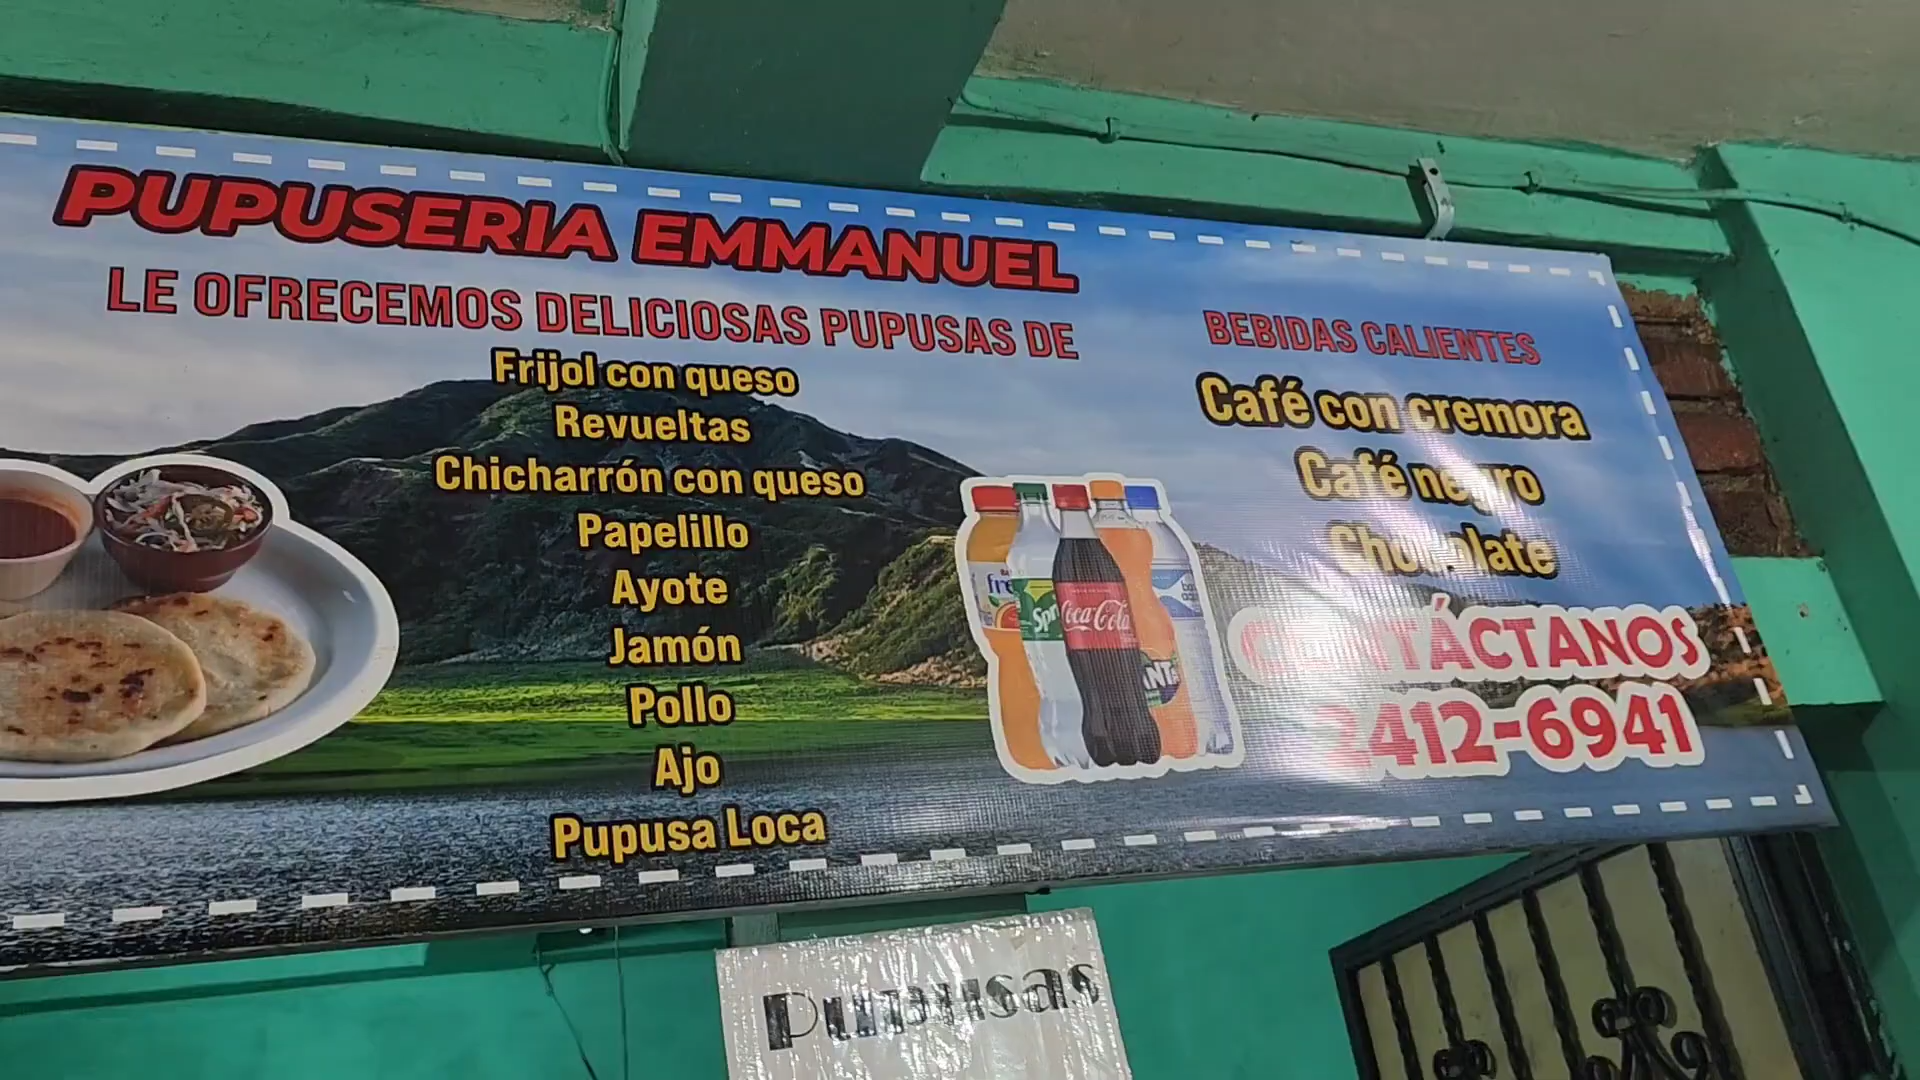 PUPUSERIA EMMANUEL
LE OFRECEMOS DELICIOSAS PUPUSAS DE
Frijol con queso
Revueltas
Chicharrón con queso
Papelillo
Ayote
Jamón
Pollo
Ajo
Pupusa Loca
BEBIDAS CALIENTES
Café con cremora
Café negro
Chocolate
CONTÁCTANOS
2412-6941
Coca-Cola
Pupusas